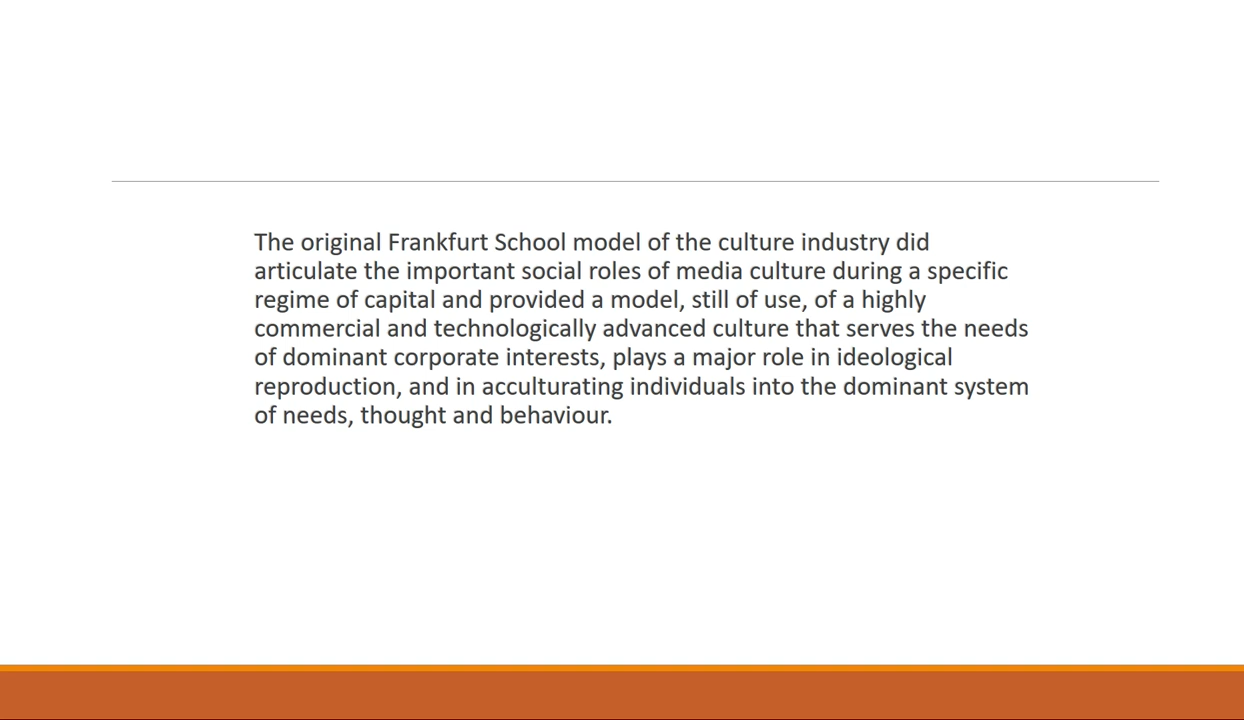 The original Frankfurt School model of the culture industry did
articulate the important social roles of media culture during a specific
regime of capital and provided a model, still of use, of a highly
commercial and technologically advanced culture that serves the needs
of dominant corporate interests, plays a major role in ideological
reproduction, and in acculturating individuals into the dominant system
of needs, thought and behaviour.